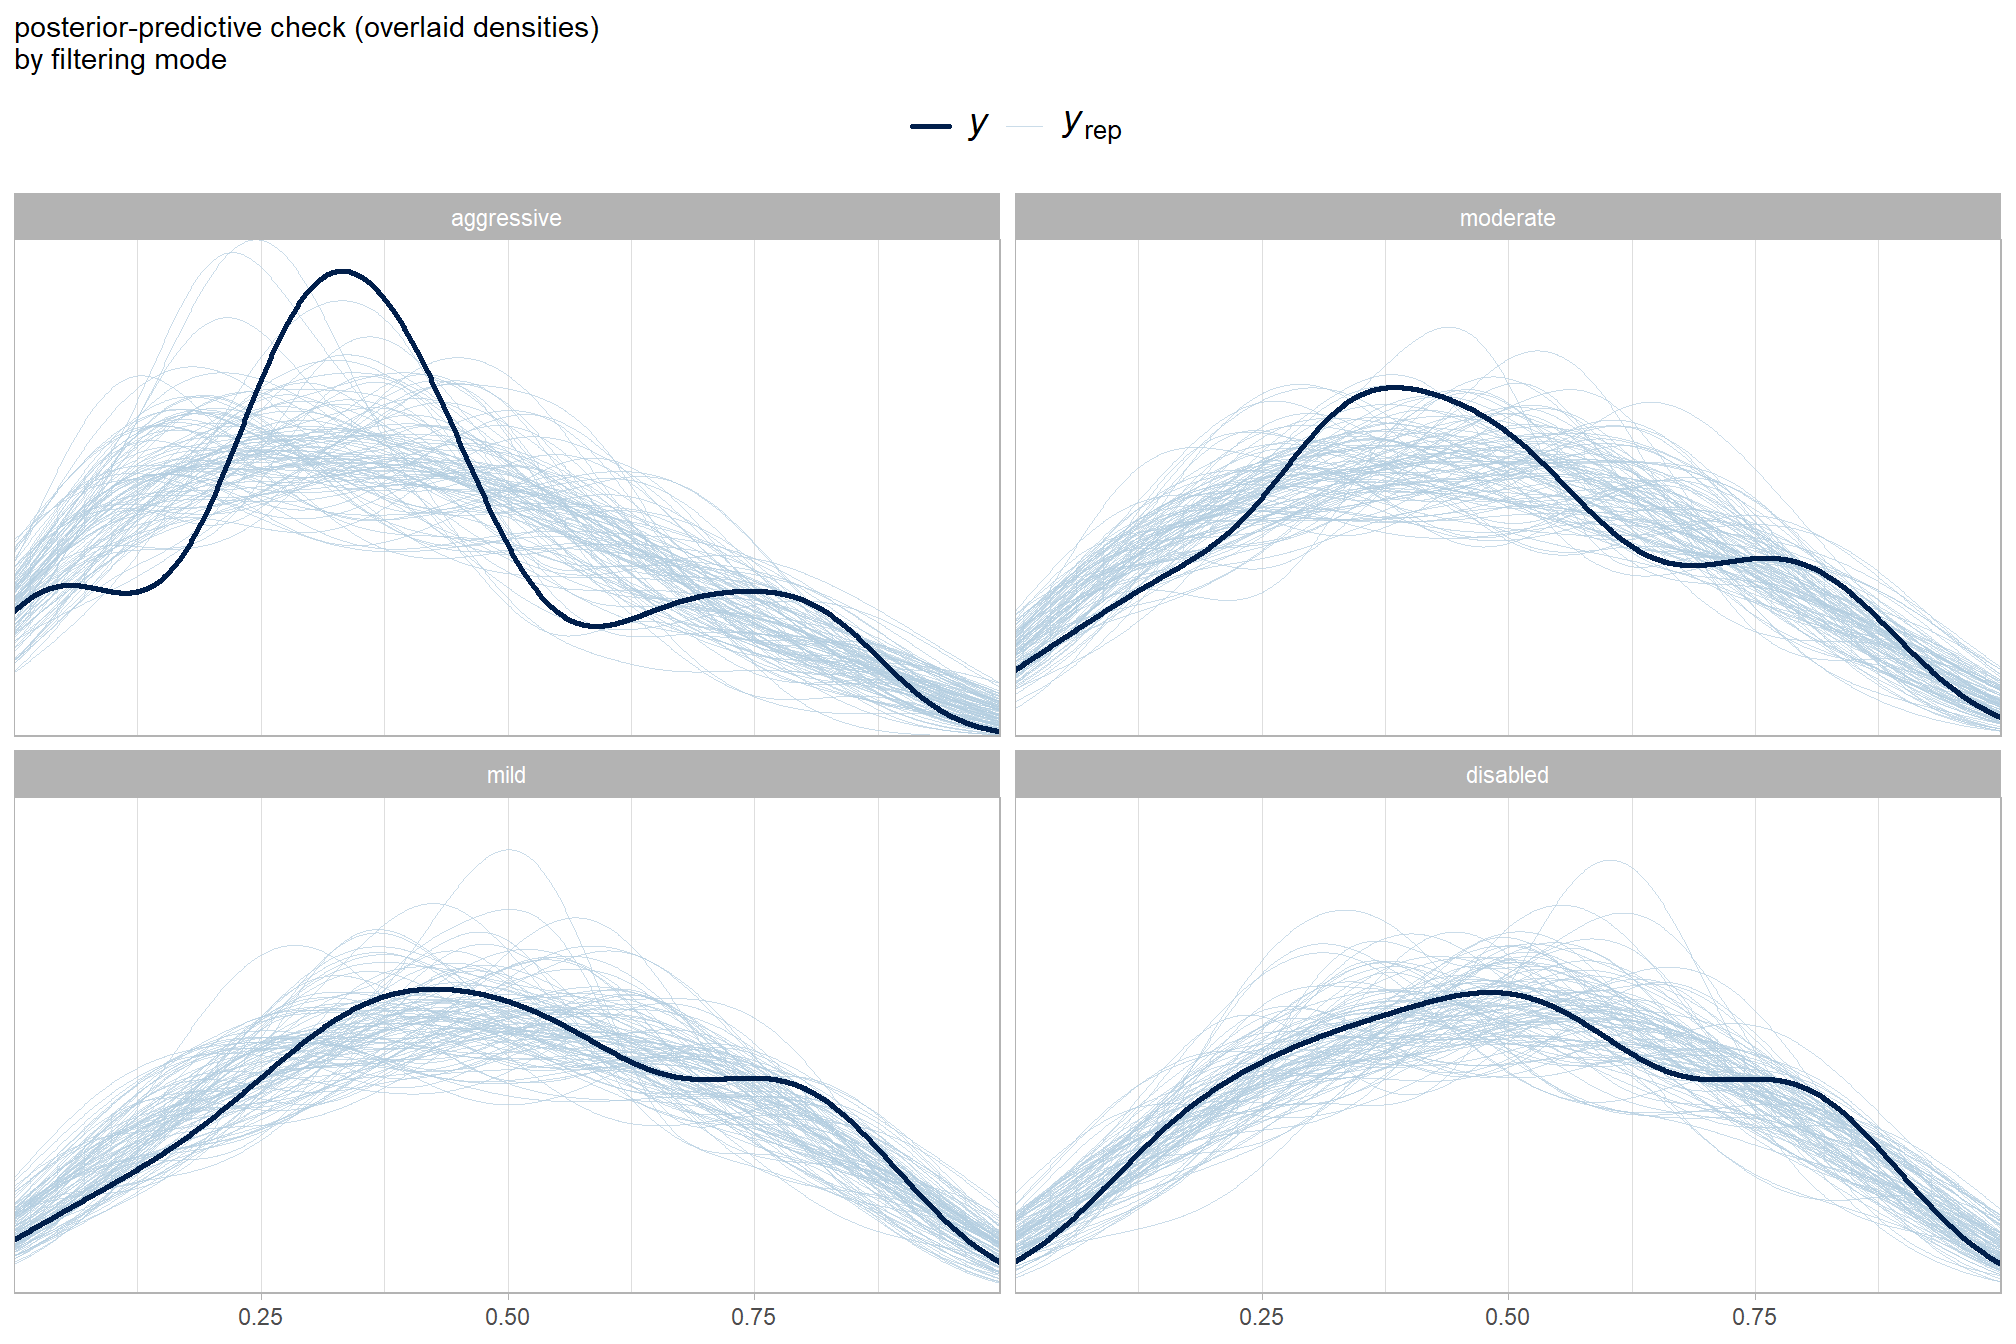 posterior-predictive check (overlaid densities)
by filtering mode
y y rep
aggressive moderate
mild disabled
0.25 0.50 0.75 0.25 0.50 0.75